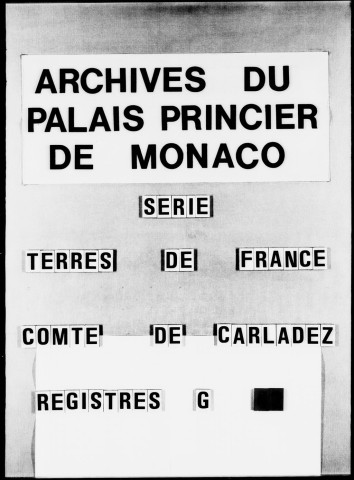 ARCHIVES DU
PALAIS PRINCIER
DE MONACO
SERIE
TERRES DE FRANCE
COMTE DE CARLADEZ
REGISTRES G